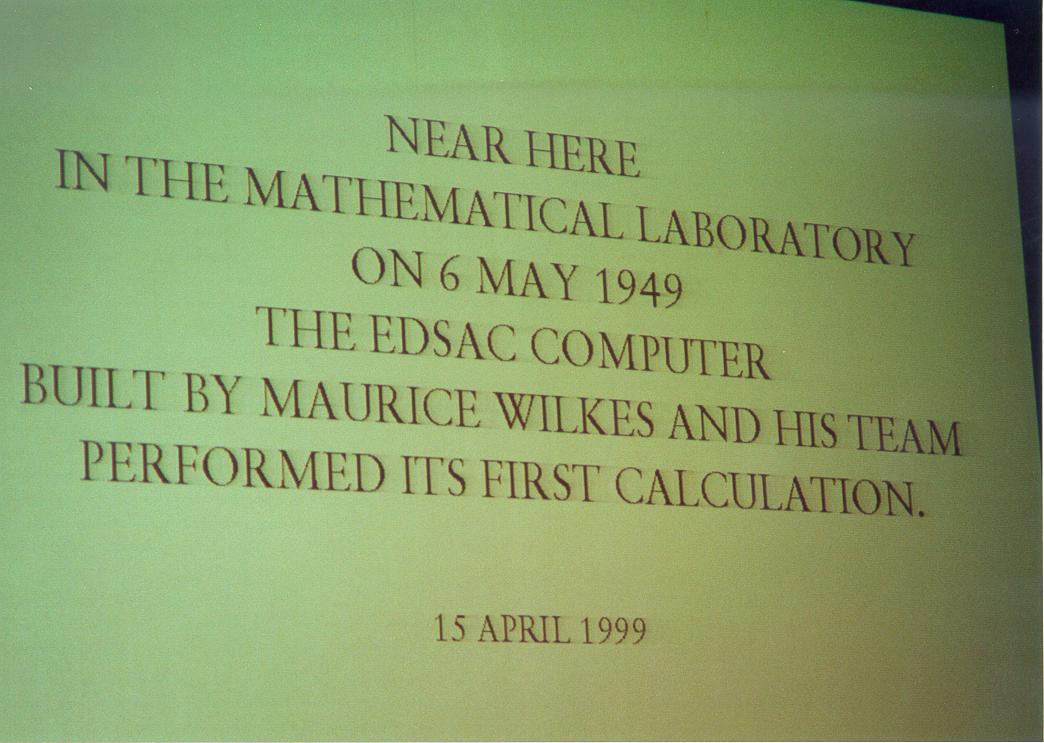 NEAR HERE
IN THE MATHEMATICAL LABORATORY
ON 6 MAY 1949
THE EDSAC COMPUTER
BUILT BY MAURICE WILKES AND HIS TEAM
PERFORMED ITS FIRST CALCULATION.
15 APRIL 1999